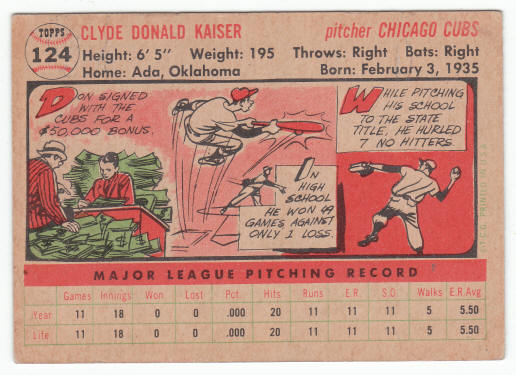 TOPPS
124
CLYDE DONALD KAISER pitcher CHICAGO CUBS
Height: 6' 5" Weight: 195 Throws: Right Bats: Right
Home: Ada, Oklahoma Born: February 3, 1935
DON SIGNED
WITH THE
CUBS FOR A
$50,000 BONUS.
IN
HIGH
SCHOOL
HE WON 49
GAMES AGAINST
ONLY 1 LOSS.
WHILE PITCHING
HIS SCHOOL
TO THE STATE
TITLE, HE HURLED
7 NO HITTERS.
©T.C.G. PRINTED IN U.S.A.
MAJOR LEAGUE PITCHING RECORD
Games Innings Won Lost Pct. Hits Runs E.R. S.O. Walks E.R.Avg
Year 11 18 0 0 .000 20 11 11 11 5 5.50
Life 11 18 0 0 .000 20 11 11 11 5 5.50